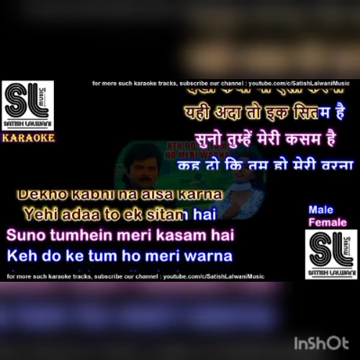 for more such karaoke tracks, subscribe our channel : youtube.com/c/SatishLalwaniMusic
SL
Music
SATISH LALWANI
KARAOKE
यही अदा तो इक सितम है
सुनो तुम्हें मेरी कसम है
कह दो कि तुम हो मेरी वरना
Dekho kabhi na aisa karna
Yehi adaa to ek sitam hai
Suno tumhein meri kasam hai
Keh do ke tum ho meri warna
Male
Female
SL
Music
SATISH LALWANI
for more such karaoke tracks, subscribe our channel : youtube.com/c/SatishLalwaniMusic
InShOt